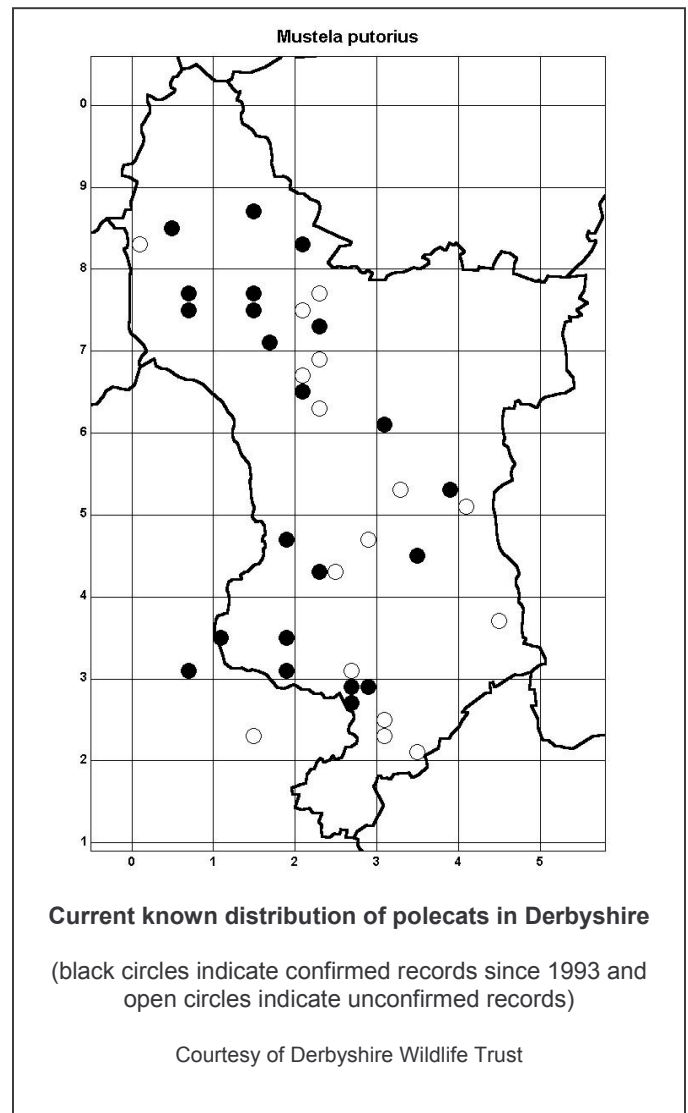 Mustela putorius
0
9
8
7
6
5
4
3
2
1
0 1 2 3 4 5
Current known distribution of polecats in Derbyshire
(black circles indicate confirmed records since 1993 and
open circles indicate unconfirmed records)
Courtesy of Derbyshire Wildlife Trust